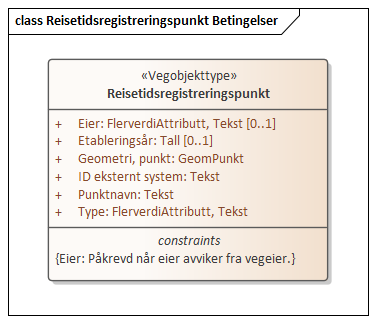 class Reisetidsregistreringspunkt Betingelser
«Vegobjekttype»
Reisetidsregistreringspunkt
+ Eier: FlerverdiAttributt, Tekst [0..1]
+ Etableringsår: Tall [0..1]
+ Geometri, punkt: GeomPunkt
+ ID eksternt system: Tekst
+ Punktnavn: Tekst
+ Type: FlerverdiAttributt, Tekst
constraints
{Eier: Påkrevd når eier avviker fra vegeier.}